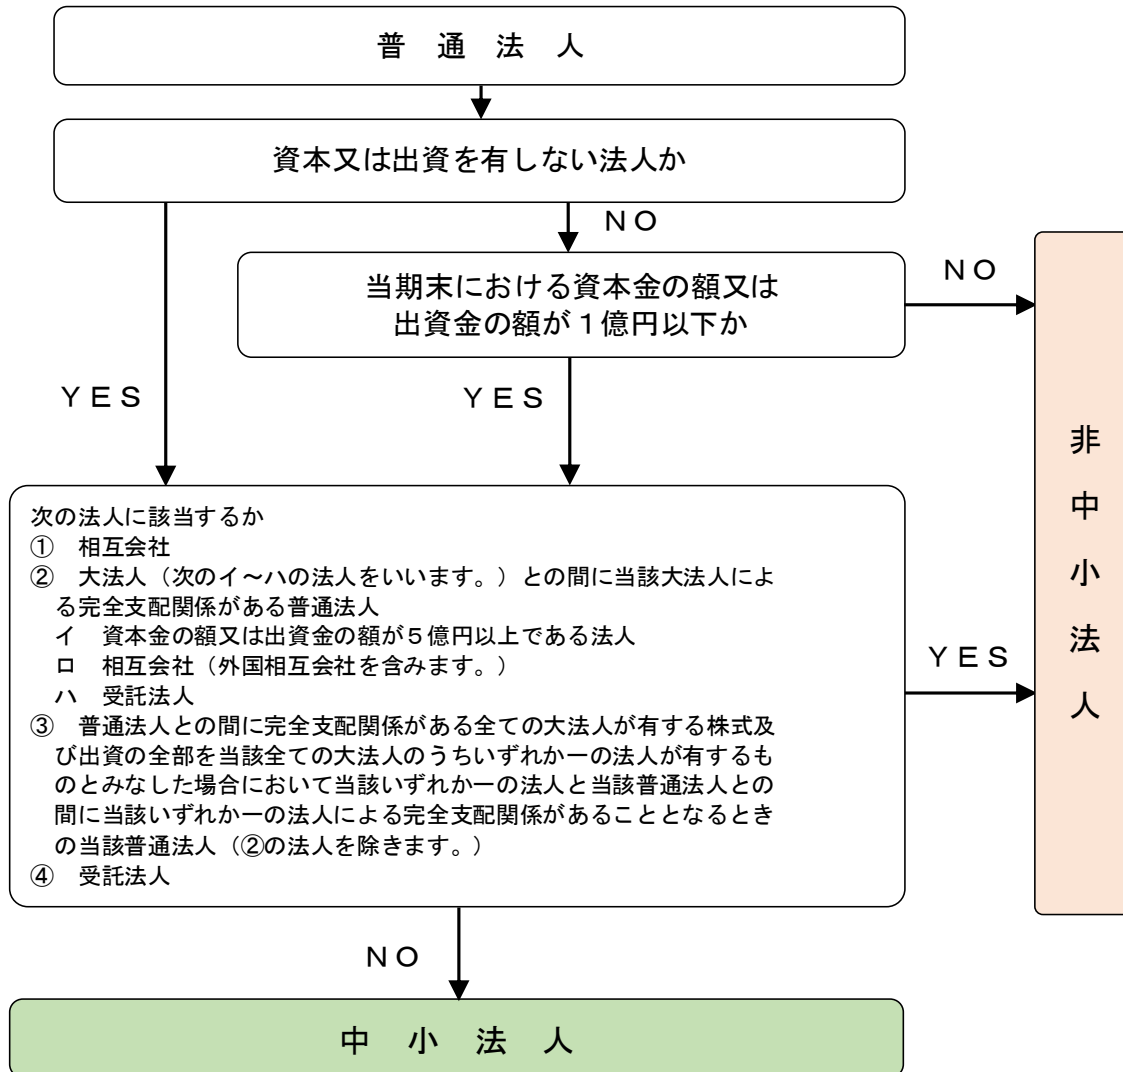 普通法人
資本又は出資を有しない法人か
NO
当期末における資本金の額又は
出資金の額が１億円以下か
NO
YES
YES
次の法人に該当するか
①　相互会社
②　大法人（次のイ～ハの法人をいいます。）との間に当該大法人によ
る完全支配関係がある普通法人
イ　資本金の額又は出資金の額が５億円以上である法人
ロ　相互会社（外国相互会社を含みます。）
ハ　受託法人
③　普通法人との間に完全支配関係がある全ての大法人が有する株式及
び出資の全部を当該全ての大法人のうちいずれか一の法人が有するも
のとみなした場合において当該いずれか一の法人と当該普通法人との
間に当該いずれか一の法人による完全支配関係があることとなるとき
の当該普通法人（②の法人を除きます。）
④　受託法人
YES
非中小法人
NO
中小法人